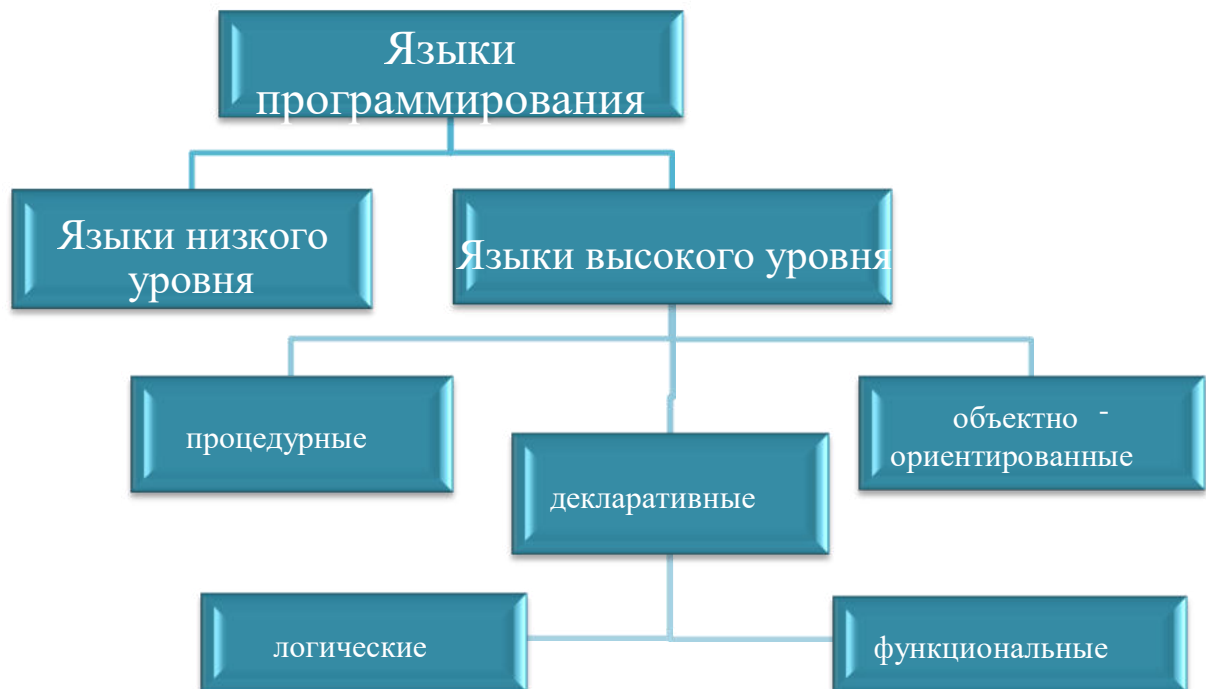 Языки
программирования
Языки низкого
уровня
Языки высокого уровня
процедурные
объектно -
ориентированные
декларативные
логические
функциональные